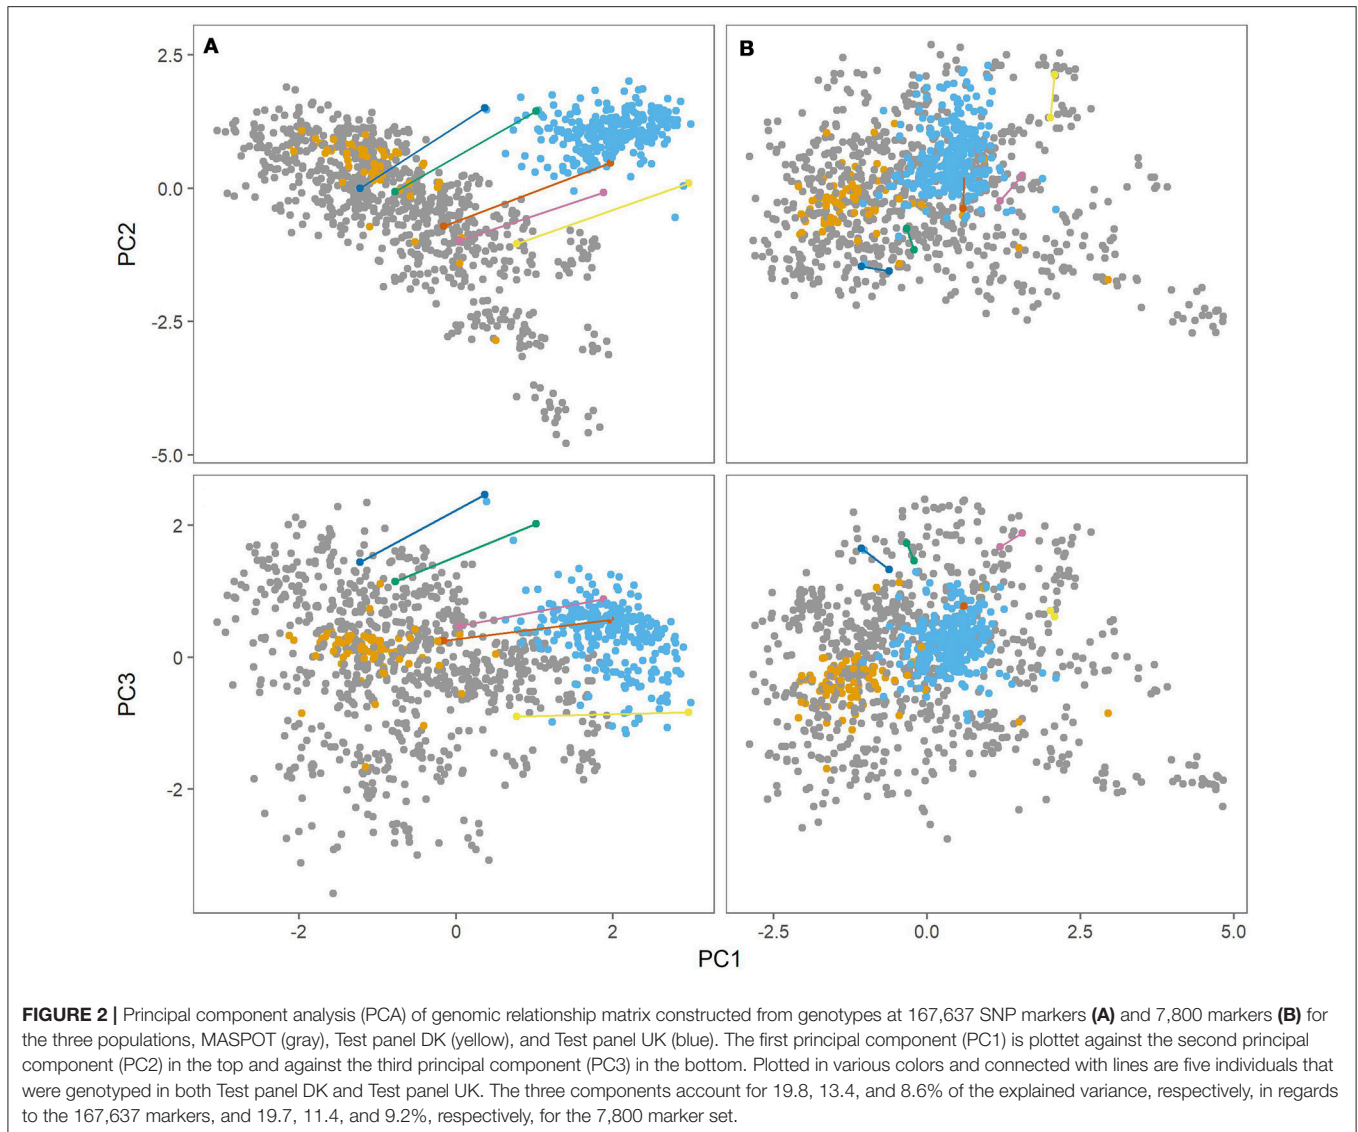 A
B
2.5
0.0
-2.5
-5.0
PC2
2
0
-2
PC3
-2
0
2
-2.5
0.0
2.5
5.0
PC1
FIGURE 2 | Principal component analysis (PCA) of genomic relationship matrix constructed from genotypes at 167,637 SNP markers (A) and 7,800 markers (B) for
the three populations, MASPOT (gray), Test panel DK (yellow), and Test panel UK (blue). The first principal component (PC1) is plottet against the second principal
component (PC2) in the top and against the third principal component (PC3) in the bottom. Plotted in various colors and connected with lines are five individuals that
were genotyped in both Test panel DK and Test panel UK. The three components account for 19.8, 13.4, and 8.6% of the explained variance, respectively, in regards
to the 167,637 markers, and 19.7, 11.4, and 9.2%, respectively, for the 7,800 marker set.